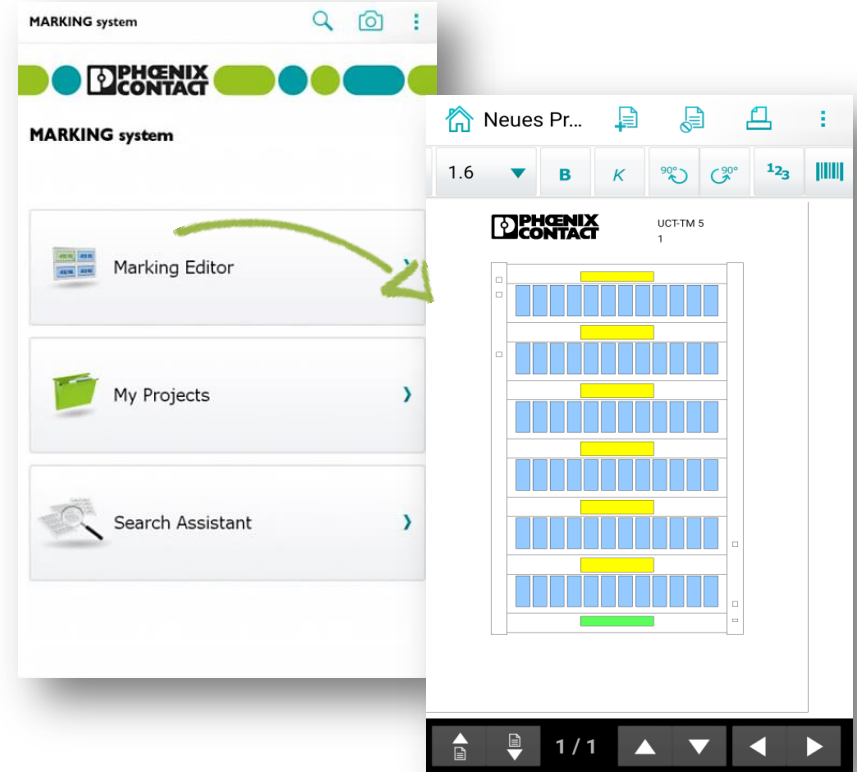 MARKING system
PHŒNIX
CONTACT
MARKING system
Marking Editor
My Projects
Search Assistant
Neues Pr...
1.6
B
K
90°
90°
123
PHŒNIX
CONTACT
UCT-TM 5
1
1 / 1